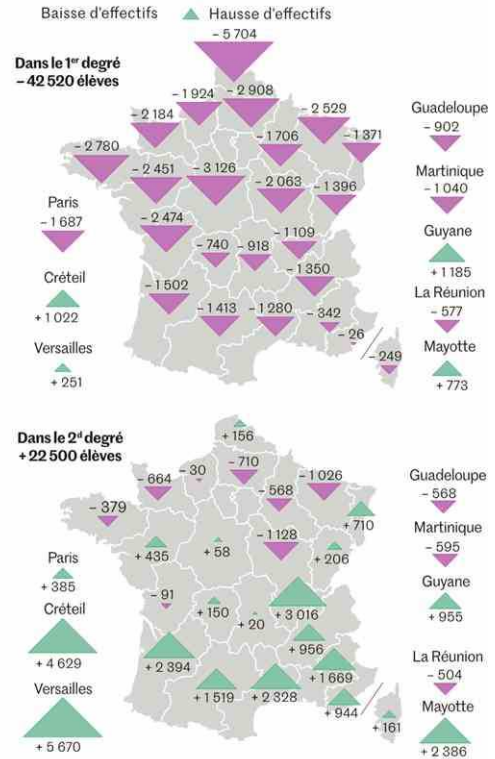 Baisse d'effectifs Hausse d'effectifs
Dans le 1er degré
– 42 520 élèves
– 5 704
– 1 924
– 2 908
– 2 184
– 2 529
– 1 706
– 1 371
– 2 780
– 2 451
– 3 126
– 2 063
– 1 396
– 2 474
– 740
– 918
– 1 109
– 1 350
– 1 502
– 1 413
– 1 280
– 342
– 26
– 249
Paris
– 1 687
Créteil
+ 1 022
Versailles
+ 251
Guadeloupe
– 902
Martinique
– 1 040
Guyane
+ 1 185
La Réunion
– 577
Mayotte
+ 773
Dans le 2d degré
+ 22 500 élèves
+ 156
– 30
– 710
– 664
– 1 026
– 568
– 379
+ 710
+ 435
+ 58
– 1 128
+ 206
– 91
+ 150
+ 20
+ 3 016
+ 956
+ 2 394
+ 1 519
+ 2 328
+ 1 669
+ 944
+ 161
Paris
+ 385
Créteil
+ 4 629
Versailles
+ 5 670
Guadeloupe
– 568
Martinique
– 595
Guyane
+ 955
La Réunion
– 504
Mayotte
+ 2 386